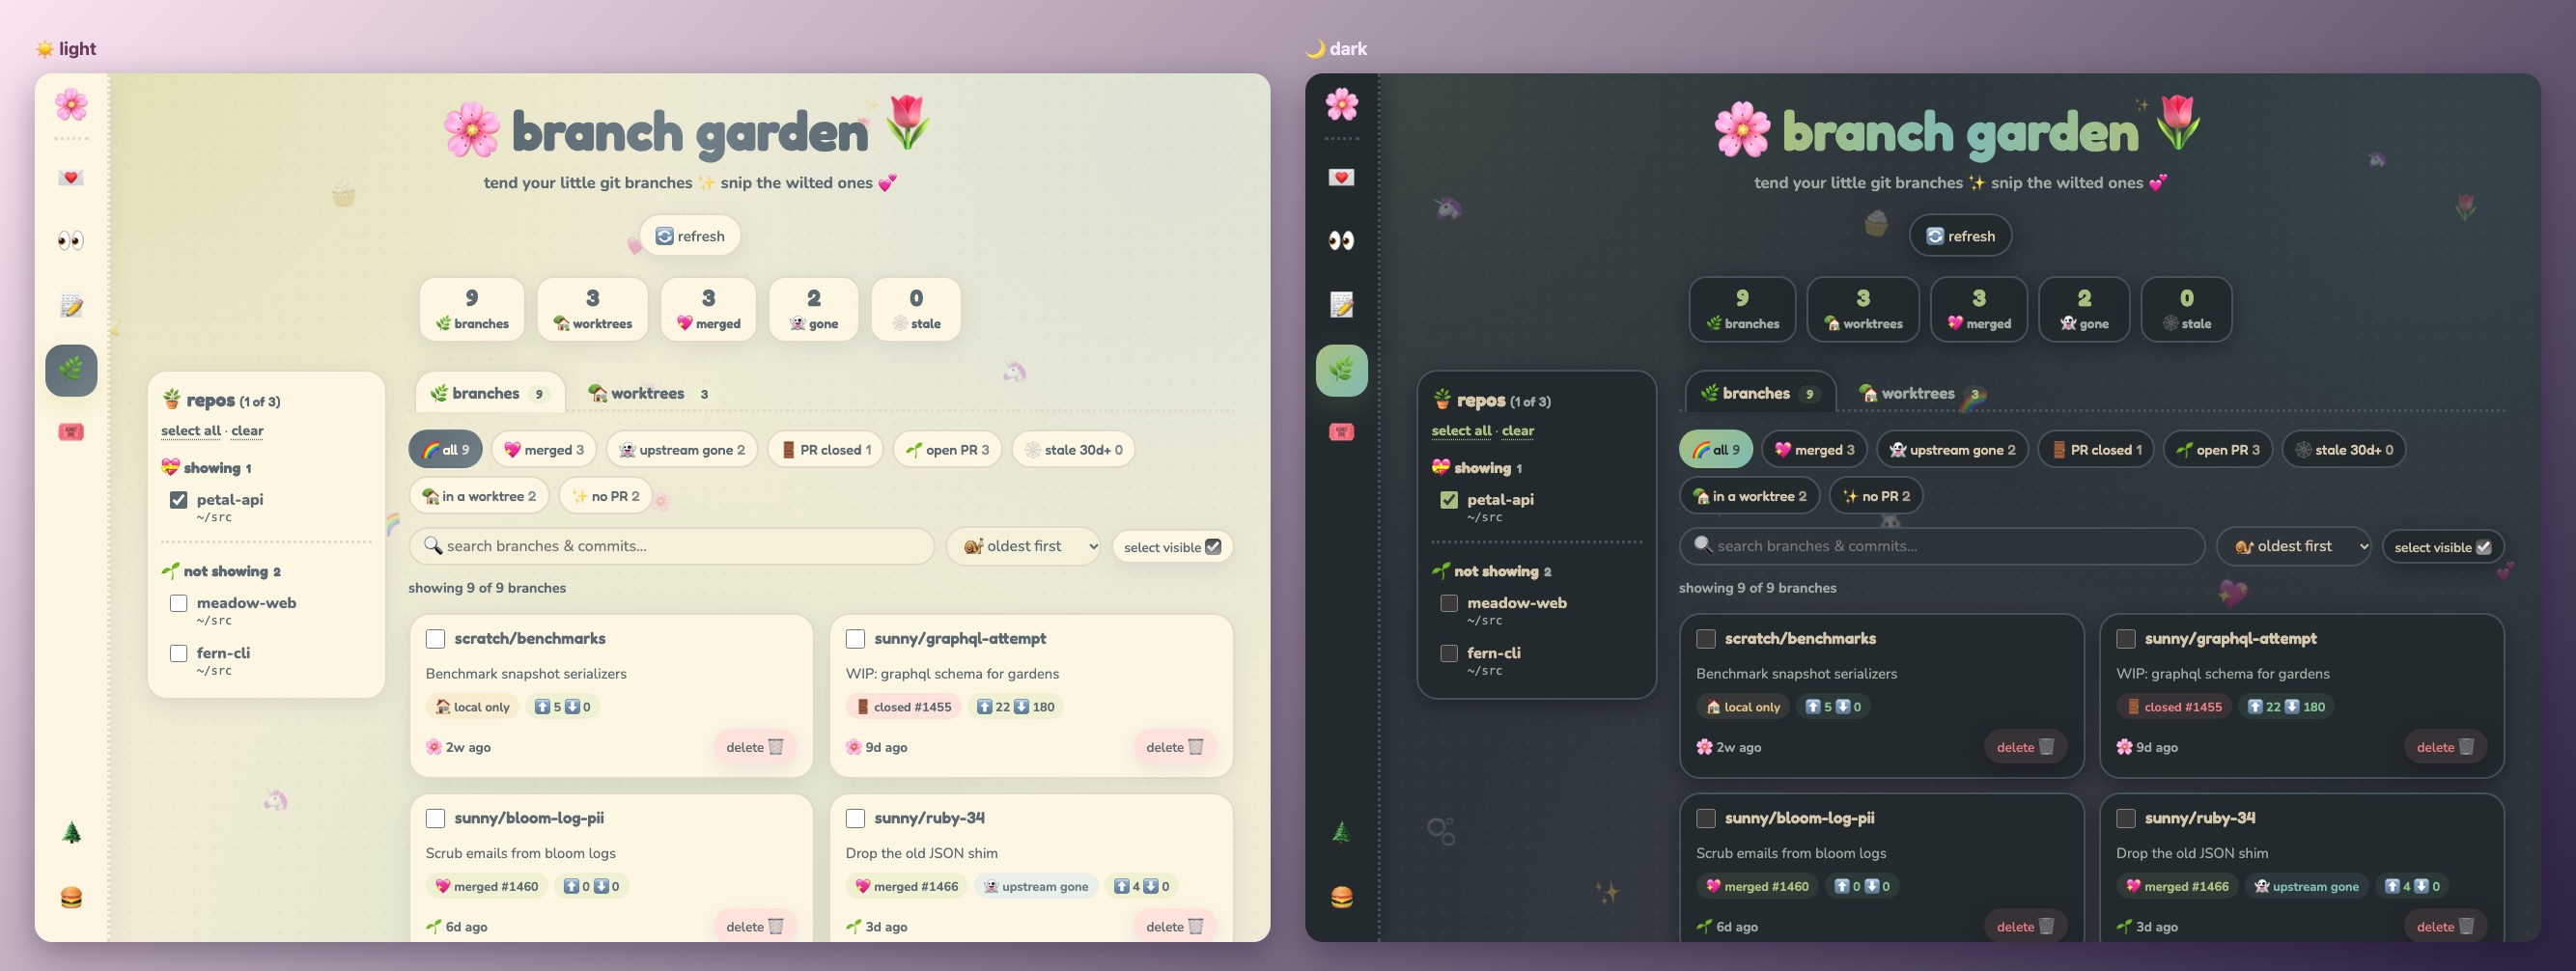 light
branch garden
tend your little git branches ✨ snip the wilted ones 💕
refresh
9 3 3 2 0
branches worktrees merged gone stale
repos (1 of 3)
select all · clear
showing 1
petal-api
~/src
not showing 2
meadow-web
~/src
fern-cli
~/src
branches 9 worktrees 3
all 9 merged 3 upstream gone 2 PR closed 1 open PR 3 stale 30d+ 0
in a worktree 2 no PR 2
search branches & commits... oldest first select visible
showing 9 of 9 branches
scratch/benchmarks
Benchmark snapshot serializers
local only 5 0
2w ago delete
sunny/graphql-attempt
WIP: graphql schema for gardens
closed #1455 22 180
9d ago delete
sunny/bloom-log-pii
Scrub emails from bloom logs
merged #1460 0 0
6d ago delete
sunny/ruby-34
Drop the old JSON shim
merged #1466 upstream gone 4 0
3d ago delete
dark
branch garden
tend your little git branches ✨ snip the wilted ones 💕
refresh
9 3 3 2 0
branches worktrees merged gone stale
repos (1 of 3)
select all · clear
showing 1
petal-api
~/src
not showing 2
meadow-web
~/src
fern-cli
~/src
branches 9 worktrees 3
all 9 merged 3 upstream gone 2 PR closed 1 open PR 3 stale 30d+ 0
in a worktree 2 no PR 2
search branches & commits... oldest first select visible
showing 9 of 9 branches
scratch/benchmarks
Benchmark snapshot serializers
local only 5 0
2w ago delete
sunny/graphql-attempt
WIP: graphql schema for gardens
closed #1455 22 180
9d ago delete
sunny/bloom-log-pii
Scrub emails from bloom logs
merged #1460 0 0
6d ago delete
sunny/ruby-34
Drop the old JSON shim
merged #1466 upstream gone 4 0
3d ago delete